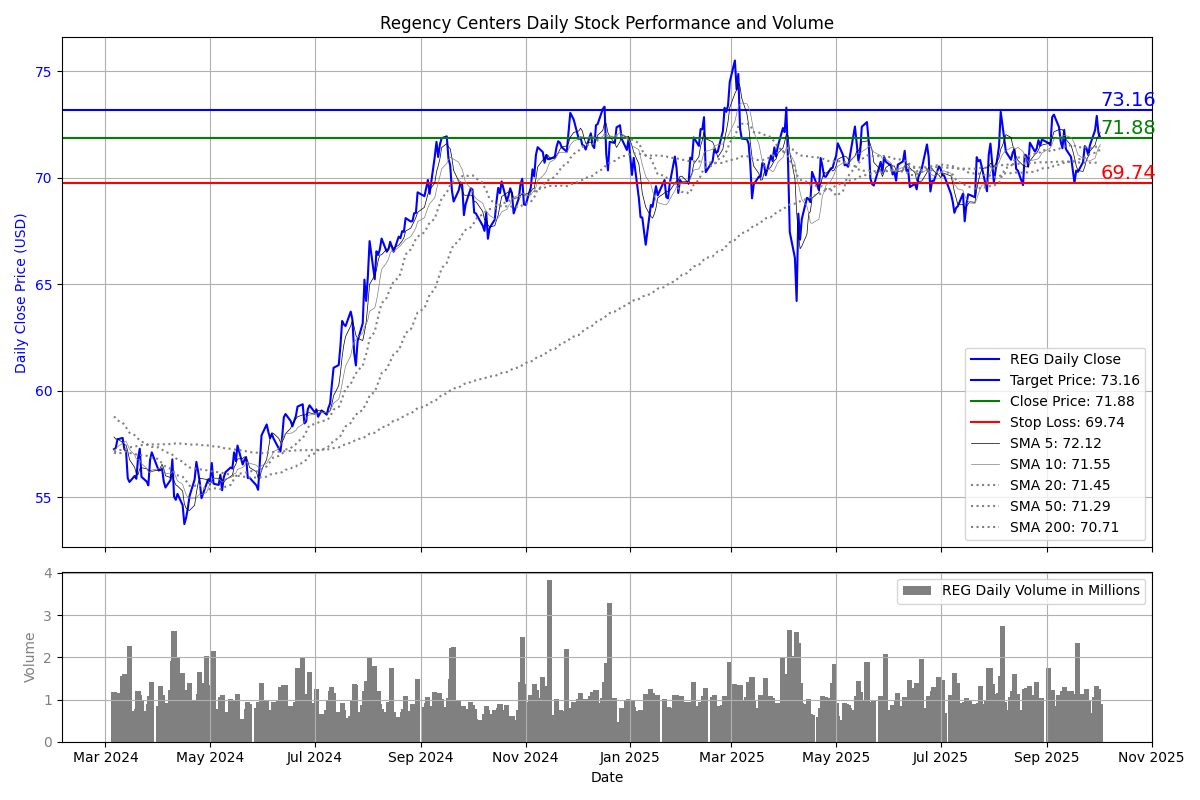 Regency Centers Daily Stock Performance and Volume
Daily Close Price (USD)
75
70
65
60
55
73.16
71.88
69.74
REG Daily Close
Target Price: 73.16
Close Price: 71.88
Stop Loss: 69.74
SMA 5: 72.12
SMA 10: 71.55
SMA 20: 71.45
SMA 50: 71.29
SMA 200: 70.71
Volume
4
3
2
1
0
REG Daily Volume in Millions
Mar 2024 May 2024 Jul 2024 Sep 2024 Nov 2024 Jan 2025 Mar 2025 May 2025 Jul 2025 Sep 2025 Nov 2025
Date